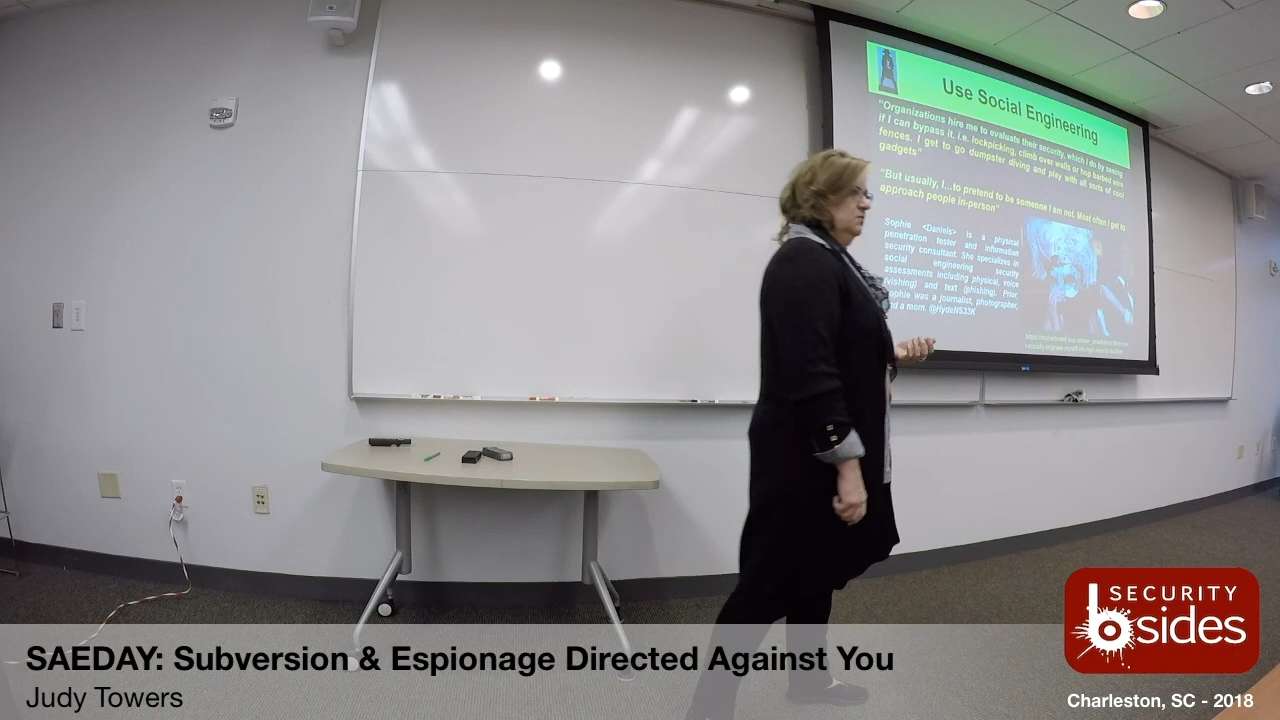 Use Social Engineering
"Organizations hire me to evaluate their security, which I do by seeing
if I can bypass it. i.e. lockpicking, climb over walls or hop barbed wire
fences. I get to go dumpster diving and play with all sorts of cool
gadgets"
"But usually, I...to pretend to be someone I am not. Most often I get to
approach people in-person"
Sophie <Daniels> is a physical
penetration tester and information
security consultant. She specializes in
social engineering security
assessments including physical, voice
(vishing) and text (phishing). Prior,
Sophie was a journalist, photographer,
and a mom. @HydeNS33K
FIRE
SECURITY
bsides
SAEDAY: Subversion & Espionage Directed Against You
Judy Towers
Charleston, SC - 2018